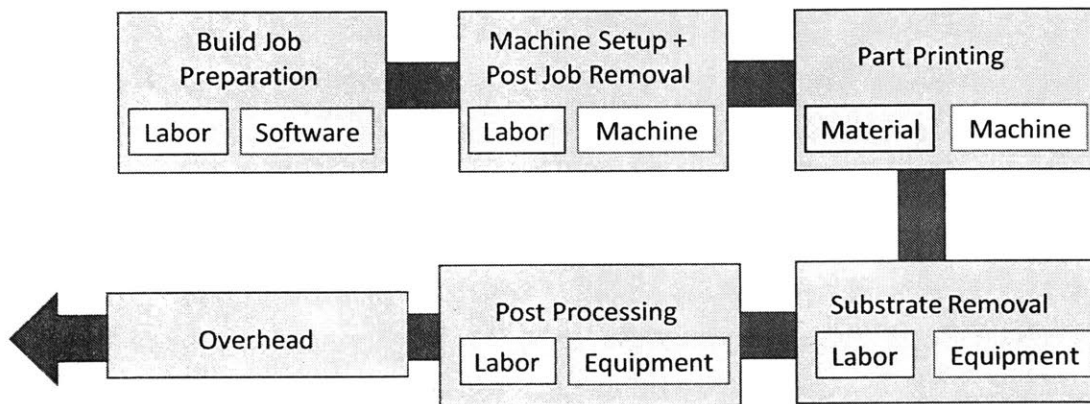 Build Job
Preparation
Labor
Software
Machine Setup +
Post Job Removal
Labor
Machine
Part Printing
Material
Machine
Substrate Removal
Labor
Equipment
Post Processing
Labor
Equipment
Overhead